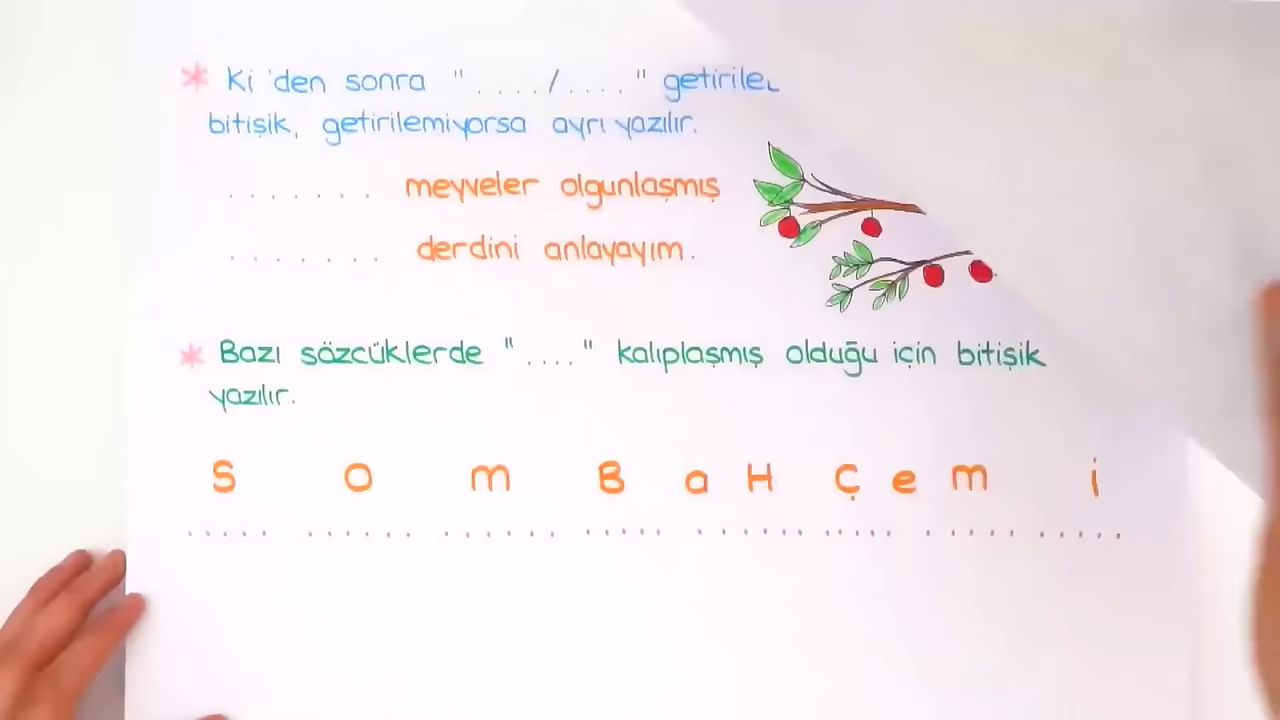 * Ki 'den sonra "..../...." getirile
bitişik, getirilemiyorsa ayrı yazılır.
....... meyveler olgunlaşmış
....... derdini anlayayım.
* Bazı sözcüklerde "...." kalıplaşmış olduğu için bitişik
yazılır.
S O m B a H Ç e m i
..... ...... ...... ..... ....... ..... ..... .....